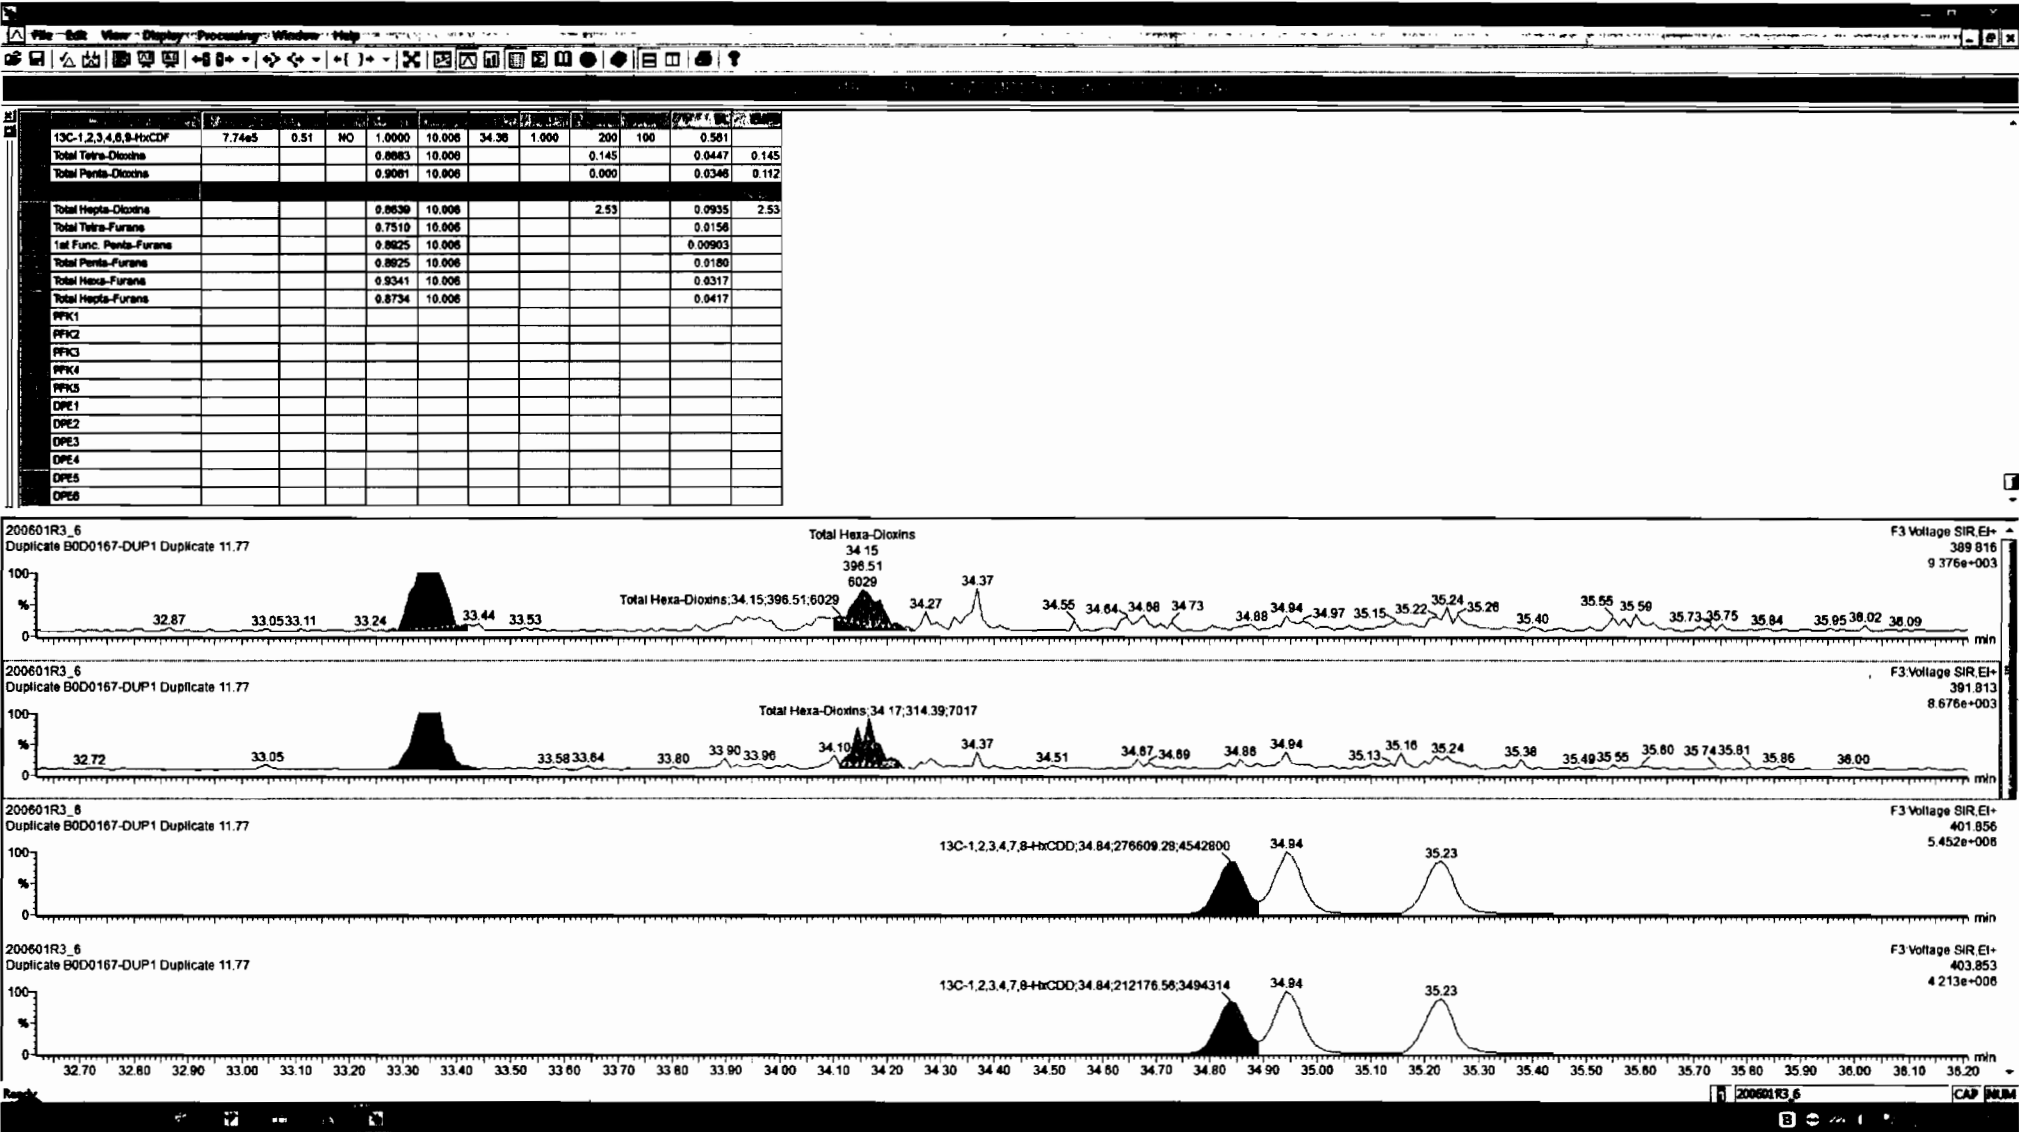 File Edit View Display Processing Window Help
13C-1,2,3,4,6,9-HxCDF 7.74e5 0.51 NO 1.0000 10.006 34.36 1.000 200 100 0.561
Total Tetra-Dioxins 0.8883 10.006 0.145 0.0447 0.145
Total Penta-Dioxins 0.9081 10.006 0.000 0.0346 0.112
Total Hepta-Dioxins 0.8639 10.006 2.53 0.0935 2.53
Total Tetra-Furans 0.7510 10.006 0.0156
1st Func. Penta-Furans 0.8925 10.006 0.00903
Total Penta-Furans 0.8925 10.006 0.0180
Total Hexa-Furans 0.9341 10.006 0.0317
Total Hepta-Furans 0.8734 10.006 0.0417
PFK1
PFK2
PFK3
PFK4
PFK5
DPE1
DPE2
DPE3
DPE4
DPE5
DPE6
200601R3_6 Total Hexa-Dioxins F3:Voltage SIR,EI+
Duplicate B0D0167-DUP1 Duplicate 11.77 34.15 389.816
396.51 9.376e+003
100 6029 34.37
% Total Hexa-Dioxins;34.15;396.51;6029 34.27 34.55 34.64 34.68 34.73 34.88 34.94 34.97 35.15 35.22 35.24 35.26 35.40 35.55 35.59 35.73 35.75 35.84 35.95 36.02 36.09
32.87 33.05 33.11 33.24 33.44 33.53
0 min
200601R3_6 F3:Voltage SIR,EI+
Duplicate B0D0167-DUP1 Duplicate 11.77 391.813
8.676e+003
100 Total Hexa-Dioxins;34.17;314.39;7017
% 32.72 33.05 33.58 33.64 33.80 33.90 33.96 34.10 34.37 34.51 34.67 34.69 34.86 34.94 35.13 35.16 35.24 35.38 35.49 35.55 35.60 35.74 35.81 35.86 36.00
0 min
200601R3_6 F3:Voltage SIR,EI+
Duplicate B0D0167-DUP1 Duplicate 11.77 401.856
13C-1,2,3,4,7,8-HxCDD;34.84;276609.28;4542800 34.94 35.23 5.452e+006
100
%
0 min
200601R3_6 F3:Voltage SIR,EI+
Duplicate B0D0167-DUP1 Duplicate 11.77 403.853
13C-1,2,3,4,7,8-HxCDD;34.84;212176.56;3494314 34.94 35.23 4.213e+006
100
%
0 min
32.70 32.80 32.90 33.00 33.10 33.20 33.30 33.40 33.50 33.60 33.70 33.80 33.90 34.00 34.10 34.20 34.30 34.40 34.50 34.60 34.70 34.80 34.90 35.00 35.10 35.20 35.30 35.40 35.50 35.60 35.70 35.80 35.90 36.00 36.10 36.20
Ready 200601R3_6 CAP NUM